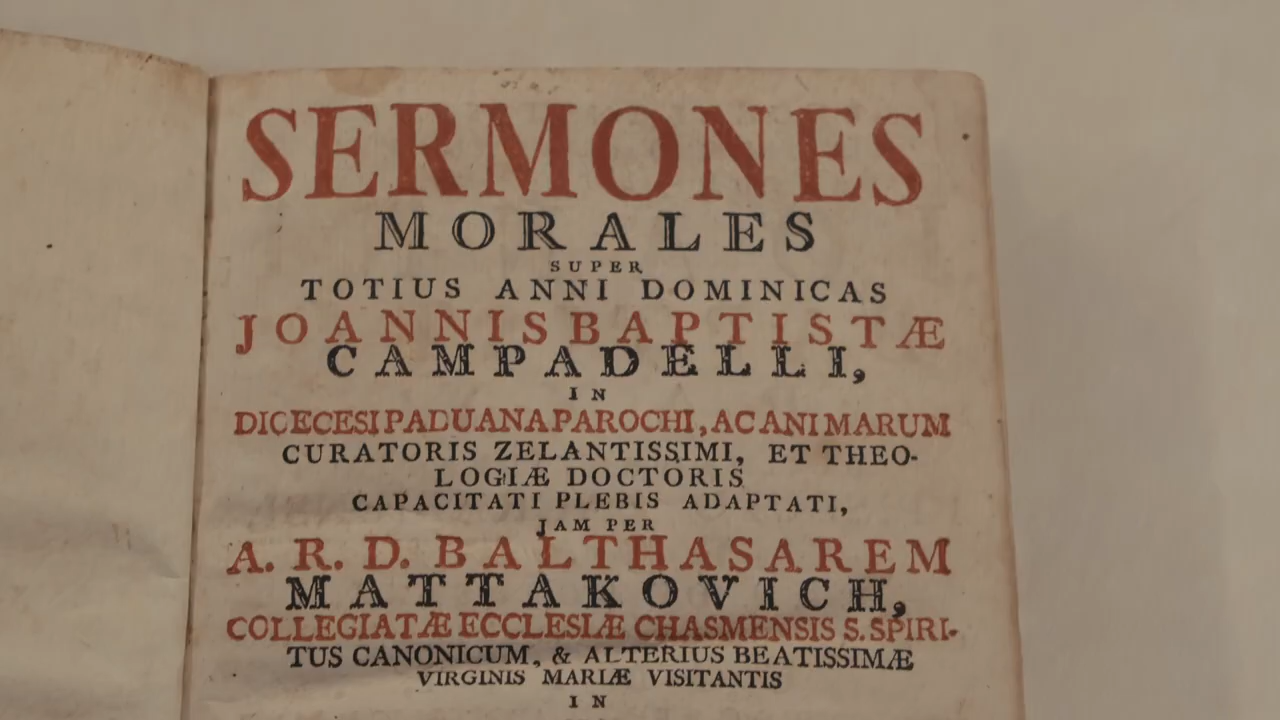 SERMONES
MORALES
SUPER
TOTIUS ANNI DOMINICAS
JOANNIS BAPTISTÆ
CAMPADELLI,
IN
DIŒCESI PADUANA PAROCHI, AC ANIMARUM
CURATORIS ZELANTISSIMI, ET THEO-
LOGIÆ DOCTORIS
CAPACITATI PLEBIS ADAPTATI,
JAM PER
A. R. D. BALTHASAREM
MATTAKOVICH,
COLLEGIATÆ ECCLESIÆ CHASMENSIS S. SPIRI-
TUS CANONICUM, & ALTERIUS BEATISSIMÆ
VIRGINIS MARIÆ VISITANTIS
IN